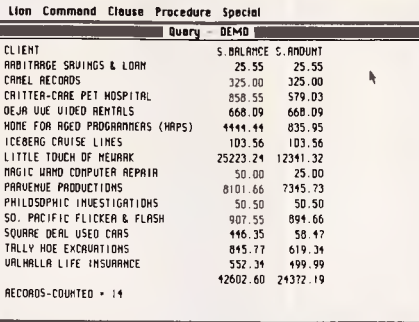 Lion Command Clause Procedure Special
Query - DEMO
CLIENT S.BALANCE S.AMOUNT
ARBITRAGE SAVINGS & LOAN 25.55 25.55
CAMEL RECORDS 325.00 325.00
CRITTER-CARE PET HOSPITAL 858.55 579.03
DEJA VUE VIDEO RENTALS 668.09 668.09
HOME FOR AGED PROGRAMMERS (HAPS) 4444.44 835.95
ICEBERG CRUISE LINES 103.56 103.56
LITTLE TOUCH OF NEWARK 25223.24 12341.32
MAGIC WAND COMPUTER REPAIR 50.00 25.00
PARVENUE PRODUCTIONS 8101.66 7345.73
PHILOSOPHIC INVESTIGATIONS 50.50 50.50
SO. PACIFIC FLICKER & FLASH 907.55 894.66
SQUARE DEAL USED CARS 446.35 58.47
TALLY HOE EXCAVATIONS 845.77 619.34
VALHALLA LIFE INSURANCE 552.34 499.99
42602.60 24372.19
RECORDS-COUNTED = 14